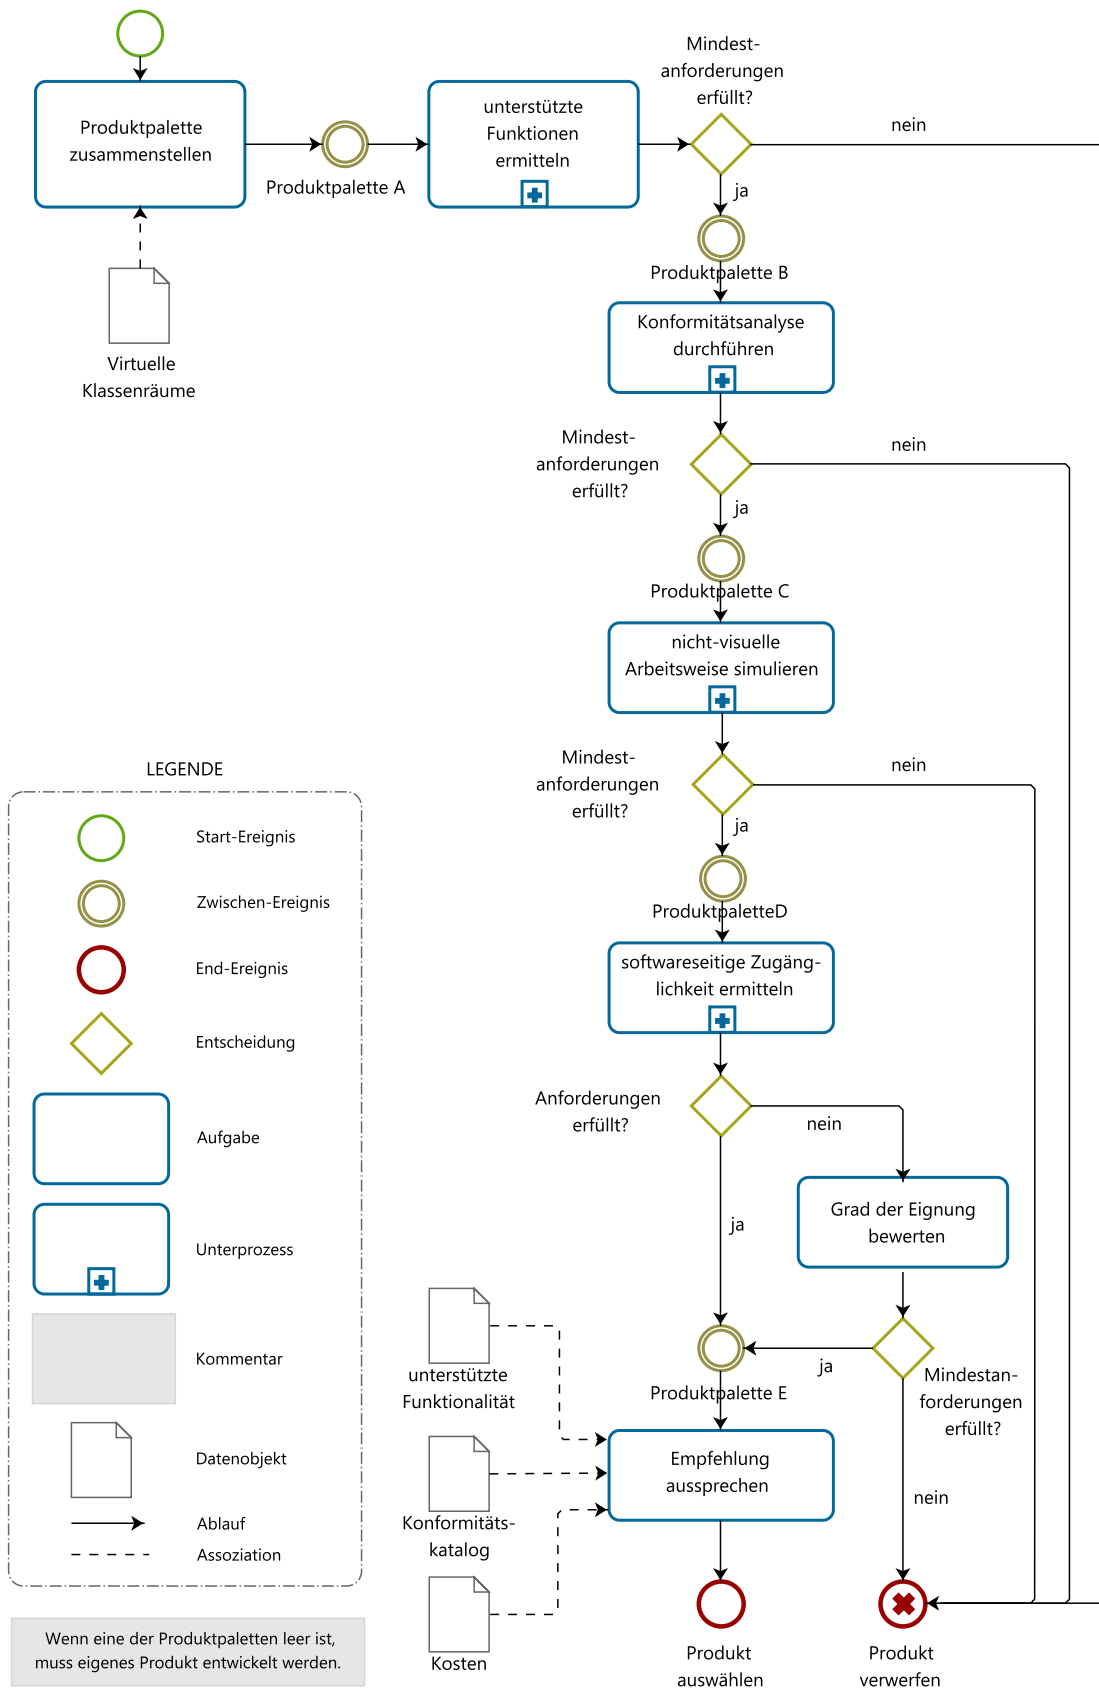 Mindest-
anforderungen
erfüllt?
Produktpalette
zusammenstellen
Produktpalette A
unterstützte
Funktionen
ermitteln
nein
ja
Produktpalette B
Virtuelle
Klassenräume
Konformitätsanalyse
durchführen
Mindest-
anforderungen
erfüllt?
nein
ja
Produktpalette C
nicht-visuelle
Arbeitsweise simulieren
Mindest-
anforderungen
erfüllt?
nein
ja
ProduktpaletteD
softwareseitige Zugäng-
lichkeit ermitteln
Anforderungen
erfüllt?
nein
ja
Grad der Eignung
bewerten
ja
Mindestan-
forderungen
erfüllt?
nein
Produktpalette E
unterstützte
Funktionalität
Empfehlung
aussprechen
Konformitäts-
katalog
Kosten
Produkt
auswählen
Produkt
verwerfen
LEGENDE
Start-Ereignis
Zwischen-Ereignis
End-Ereignis
Entscheidung
Aufgabe
Unterprozess
Kommentar
Datenobjekt
Ablauf
Assoziation
Wenn eine der Produktpaletten leer ist,
muss eigenes Produkt entwickelt werden.